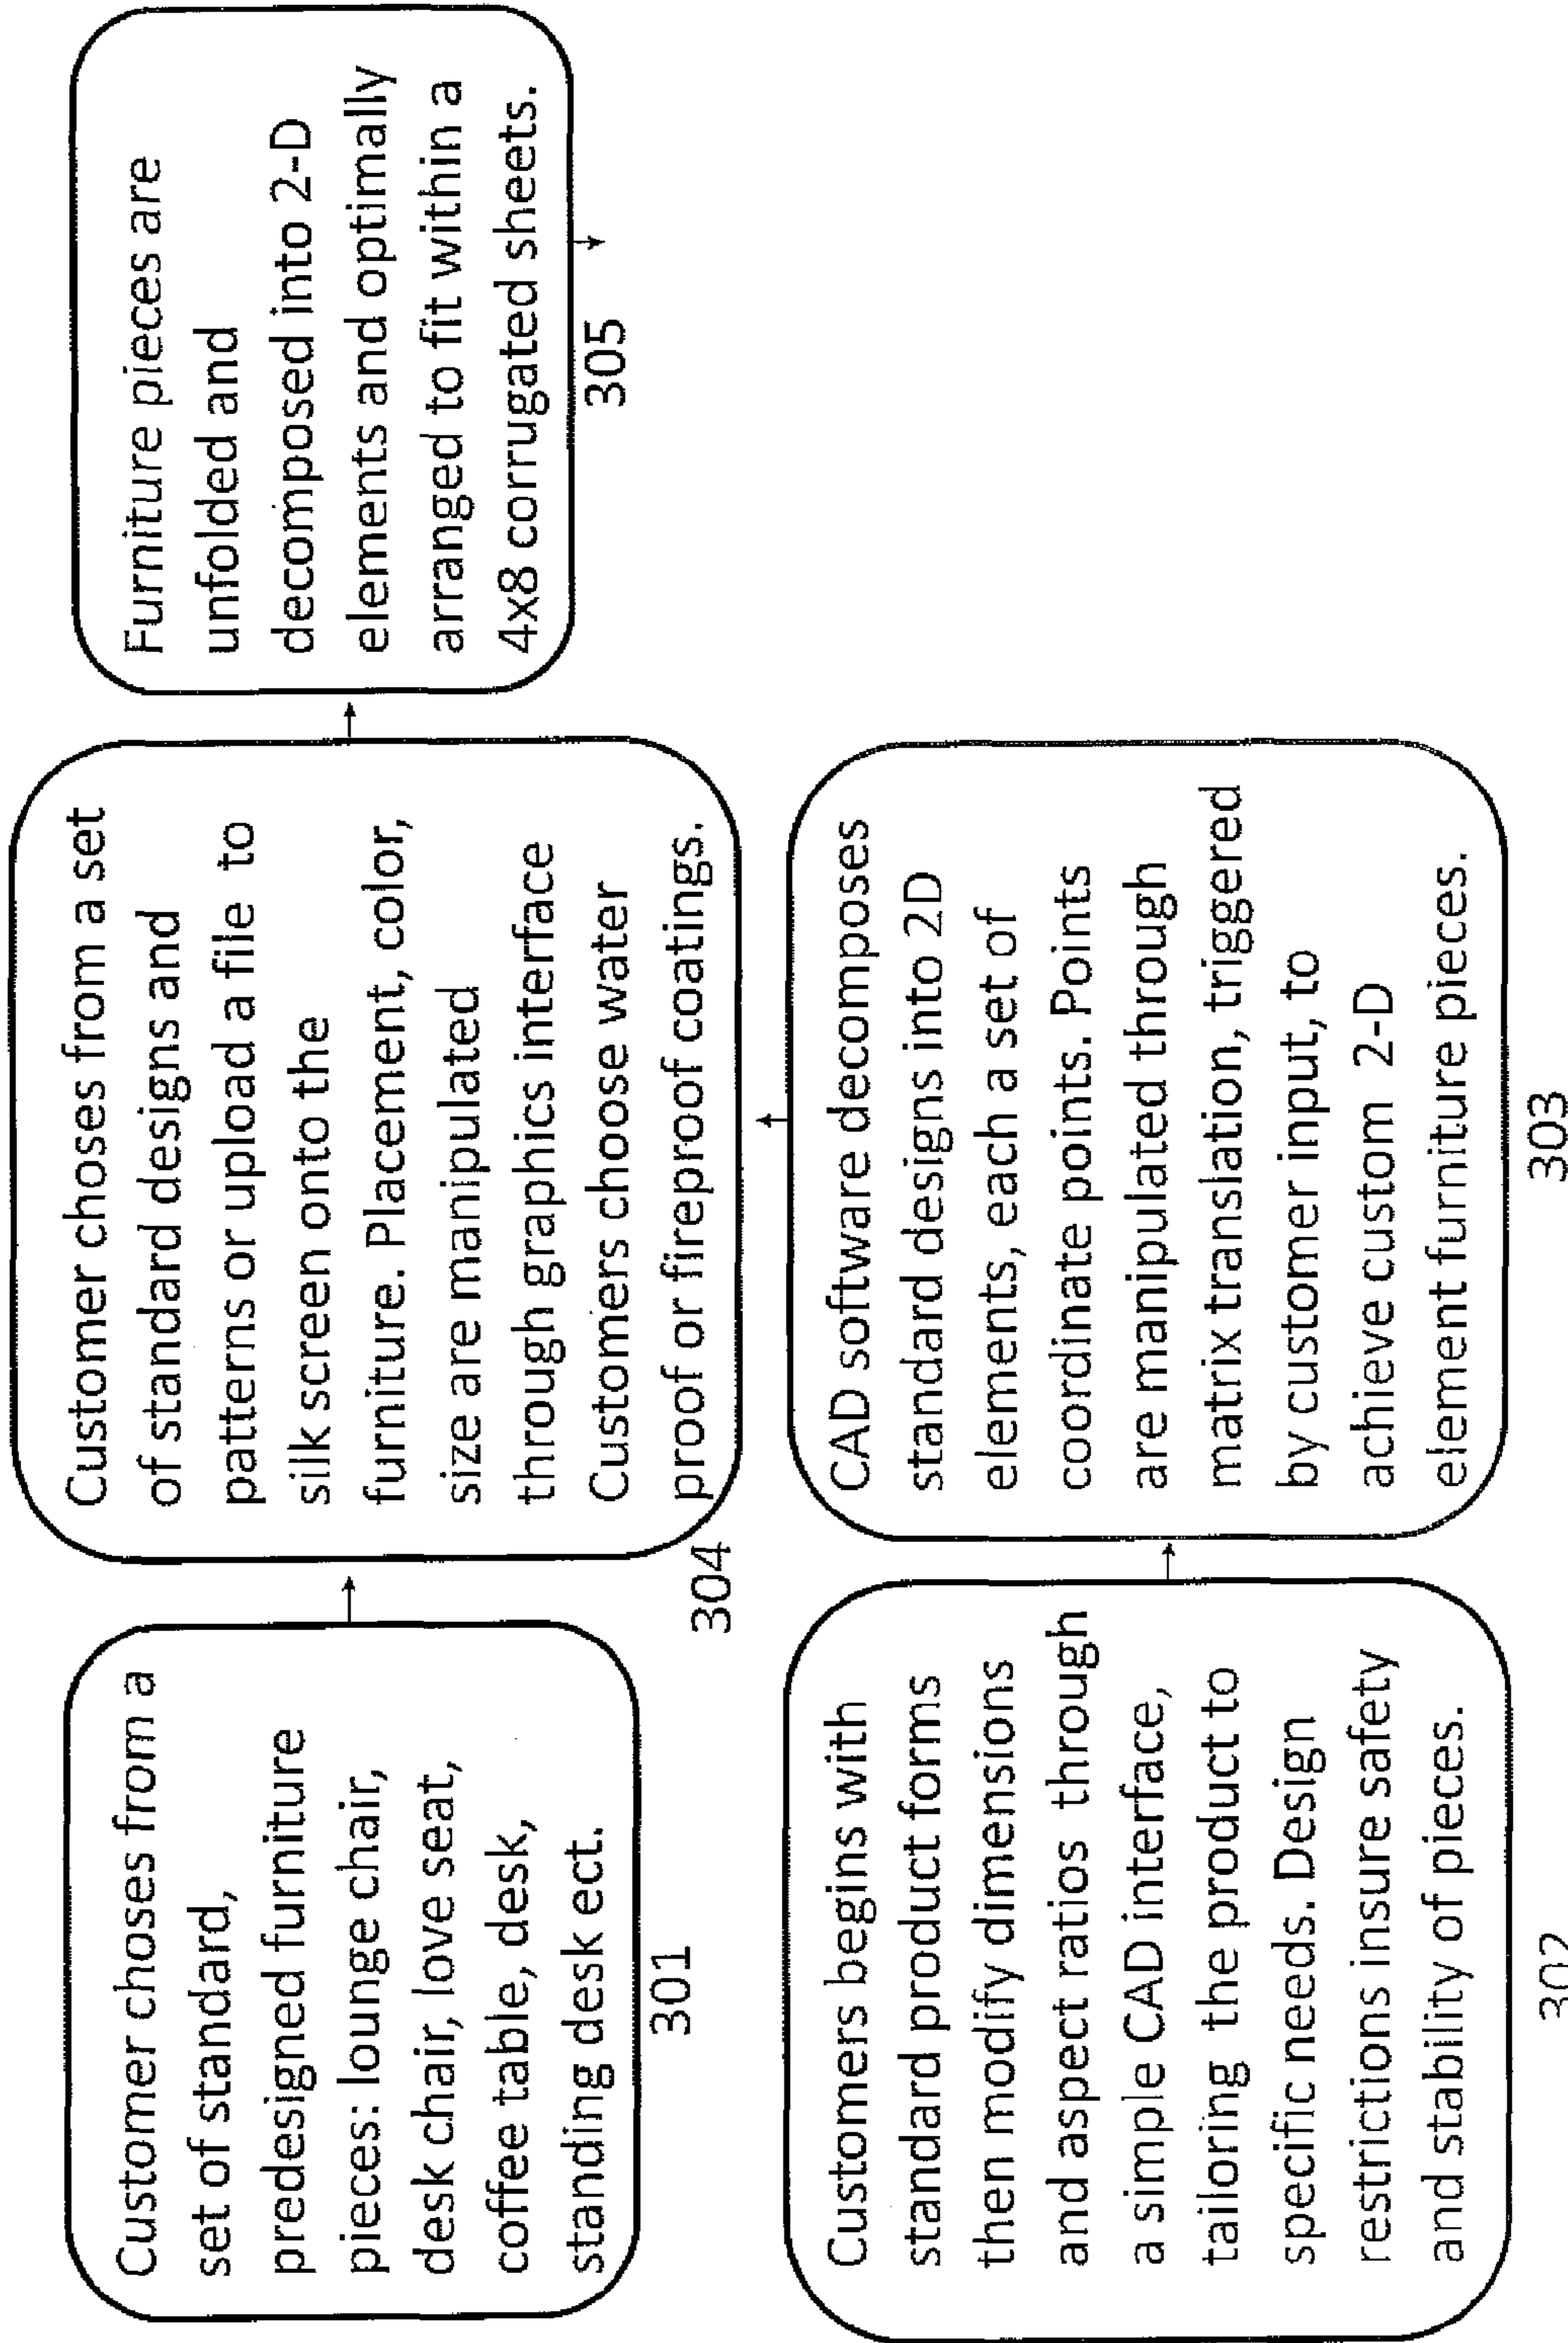 Customer choses from a
set of standard,
predesigned furniture
pieces: lounge chair,
desk chair, love seat,
coffee table, desk,
standing desk ect.
301
Customer choses from a set
of standard designs and
patterns or upload a file to
silk screen onto the
furniture. Placement, color,
size are manipulated
through graphics interface
Customers choose water
proof or fireproof coatings.
304
Furniture pieces are
unfolded and
decomposed into 2-D
elements and optimally
arranged to fit within a
4x8 corrugated sheets.
305
Customers begins with
standard product forms
then modify dimensions
and aspect ratios through
a simple CAD interface,
tailoring the product to
specific needs. Design
restrictions insure safety
and stability of pieces.
302
CAD software decomposes
standard designs into 2D
elements, each a set of
coordinate points. Points
are manipulated through
matrix translation, triggered
by customer input, to
achieve custom 2-D
element furniture pieces.
303